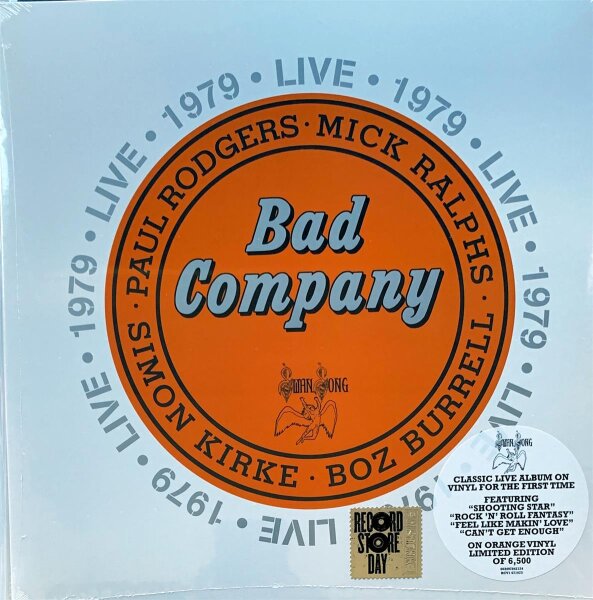 LIVE • 1979 • LIVE • 1979 • LIVE • 1979 • LIVE • 1979 • LIVE • 1979 •
PAUL RODGERS · MICK RALPHS · BOZ BURRELL · SIMON KIRKE ·
Bad
Company
SWAN SONG
RECORD
STORE
DAY
SWAN SONG
CLASSIC LIVE ALBUM ON
VINYL FOR THE FIRST TIME
FEATURING
"SHOOTING STAR"
"ROCK 'N' ROLL FANTASY"
"FEEL LIKE MAKIN' LOVE"
"CAN'T GET ENOUGH"
ON ORANGE VINYL
LIMITED EDITION
OF 6,500